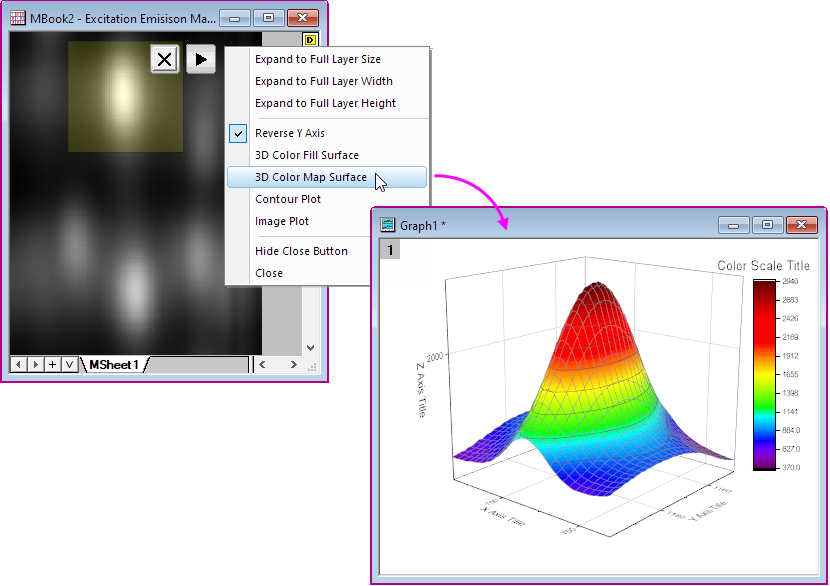 MBook2 - Excitation Emisison Ma...
D
Expand to Full Layer Size
Expand to Full Layer Width
Expand to Full Layer Height
Reverse Y Axis
3D Color Fill Surface
3D Color Map Surface
Contour Plot
Image Plot
Hide Close Button
Close
MSheet1
Graph1 *
1
Color Scale Title
2940
2683
2426
2169
1912
1655
1398
1141
884.0
627.0
370.0
2000
Z Axis Title
X Axis Title
700
Y Axis Title
1160
1180